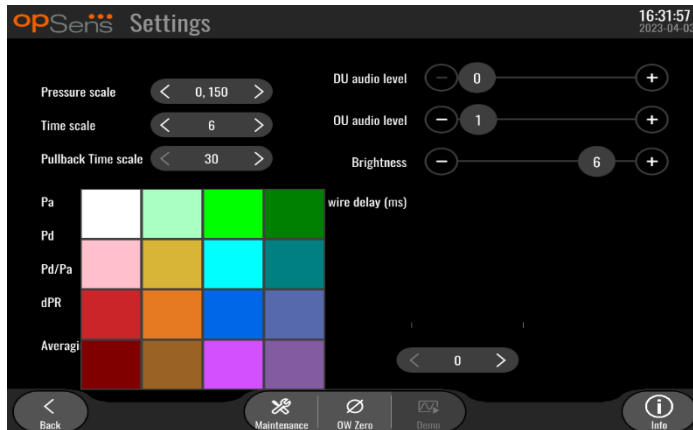 opSens Settings
16:31:57
2023-04-03
Pressure scale < 0, 150 >
DU audio level − 0 +
Time scale < 6 >
OU audio level − 1 +
Pullback Time scale < 30 >
Brightness − 6 +
Pa
wire delay (ms)
Pd
Pd/Pa
dPR
Averagi
< 0 >
Back
Maintenance
OW Zero
Demo
Info